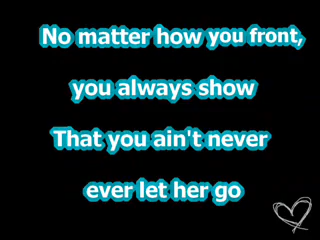 No matter how you front,
you always show
That you ain't never
ever let her go